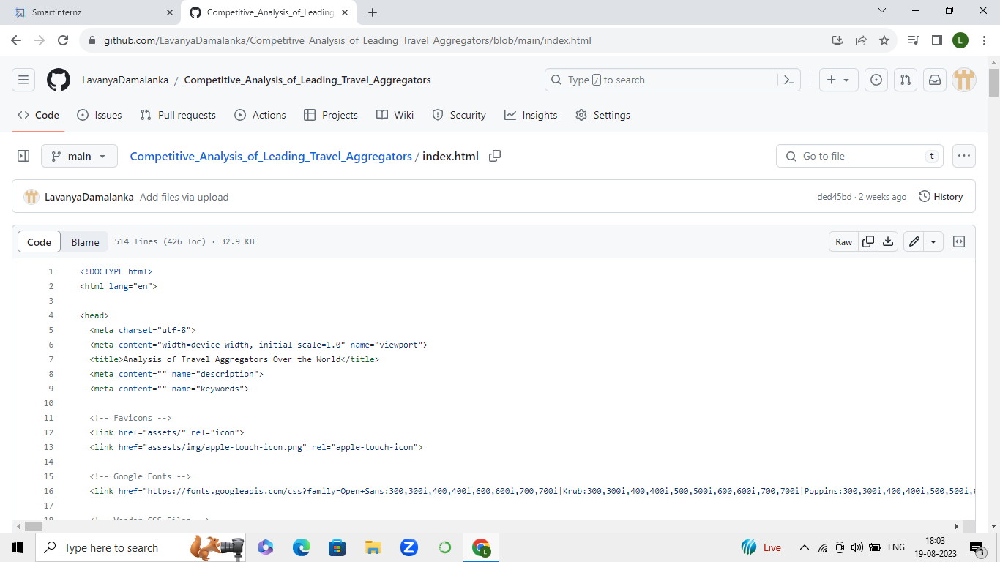 Smartinternz
Competitive_Analysis_of_Leading
github.com/LavanyaDamalanka/Competitive_Analysis_of_Leading_Travel_Aggregators/blob/main/index.html
L
LavanyaDamalanka / Competitive_Analysis_of_Leading_Travel_Aggregators
Type / to search
Code Issues Pull requests Actions Projects Wiki Security Insights Settings
main
Competitive_Analysis_of_Leading_Travel_Aggregators / index.html
Go to file t
LavanyaDamalanka Add files via upload
ded45bd · 2 weeks ago History
Code Blame 514 lines (426 loc) · 32.9 KB
Raw
1 <!DOCTYPE html>
2 <html lang="en">
3
4 <head>
5 <meta charset="utf-8">
6 <meta content="width=device-width, initial-scale=1.0" name="viewport">
7 <title>Analysis of Travel Aggregators Over the World</title>
8 <meta content="" name="description">
9 <meta content="" name="keywords">
10
11 <!-- Favicons -->
12 <link href="assets/" rel="icon">
13 <link href="assests/img/apple-touch-icon.png" rel="apple-touch-icon">
14
15 <!-- Google Fonts -->
16 <link href="https://fonts.googleapis.com/css?family=Open+Sans:300,300i,400,400i,600,600i,700,700i|Krub:300,300i,400,400i,500,500i,600,600i,700,700i|Poppins:300,300i,400,400i,500,500i,
17
18 <!-- Vendor CSS Files -->
Type here to search
Live
ENG
18:03
19-08-2023
3